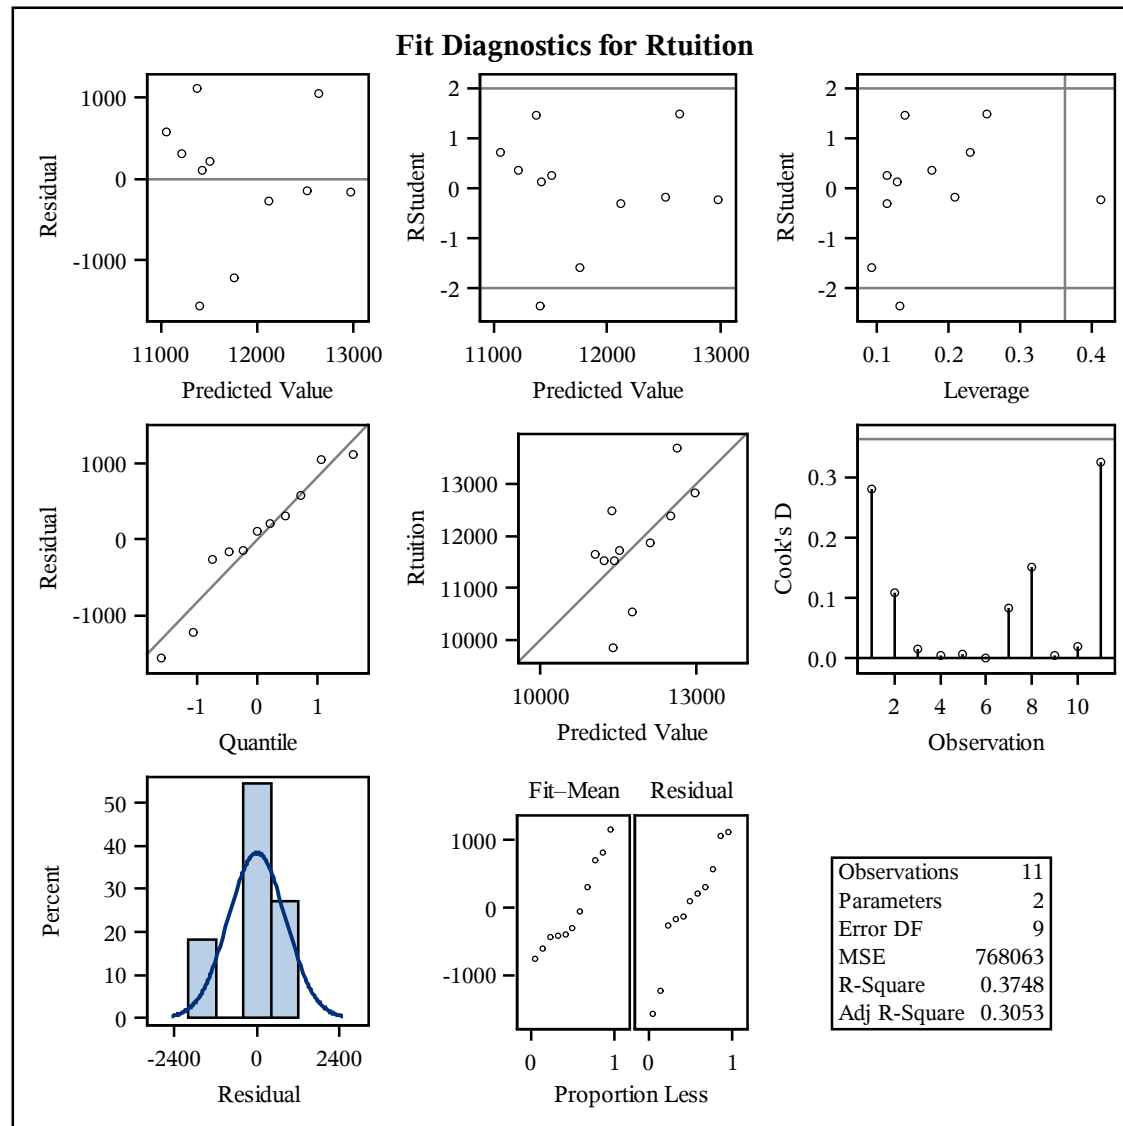 Fit Diagnostics for Rtuition
1000
0
-1000
Residual
11000 12000 13000
Predicted Value
2
1
0
-1
-2
RStudent
11000 12000 13000
Predicted Value
2
1
0
-1
-2
RStudent
0.1 0.2 0.3 0.4
Leverage
1000
0
-1000
Residual
-1 0 1
Quantile
13000
12000
11000
10000
Rtuition
10000 13000
Predicted Value
0.3
0.2
0.1
0.0
Cook's D
2 4 6 8 10
Observation
50
40
30
20
10
0
Percent
-2400 0 2400
Residual
Fit–Mean Residual
1000
0
-1000
0 1 0 1
Proportion Less
Observations 11
Parameters 2
Error DF 9
MSE 768063
R-Square 0.3748
Adj R-Square 0.3053